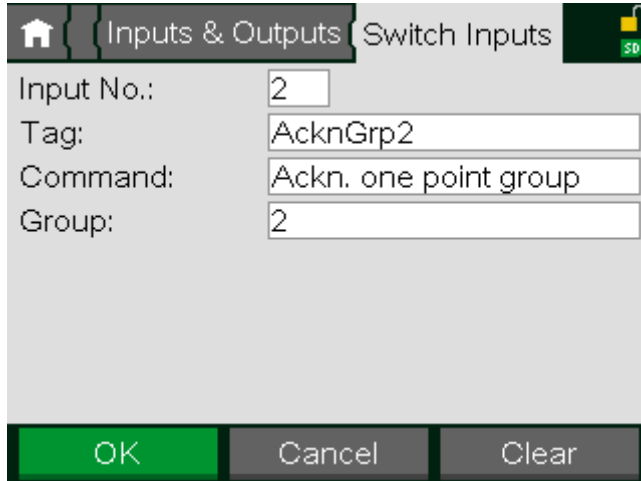 Inputs & Outputs Switch Inputs
SD
Input No.: 2
Tag: AcknGrp2
Command: Ackn. one point group
Group: 2
OK Cancel Clear